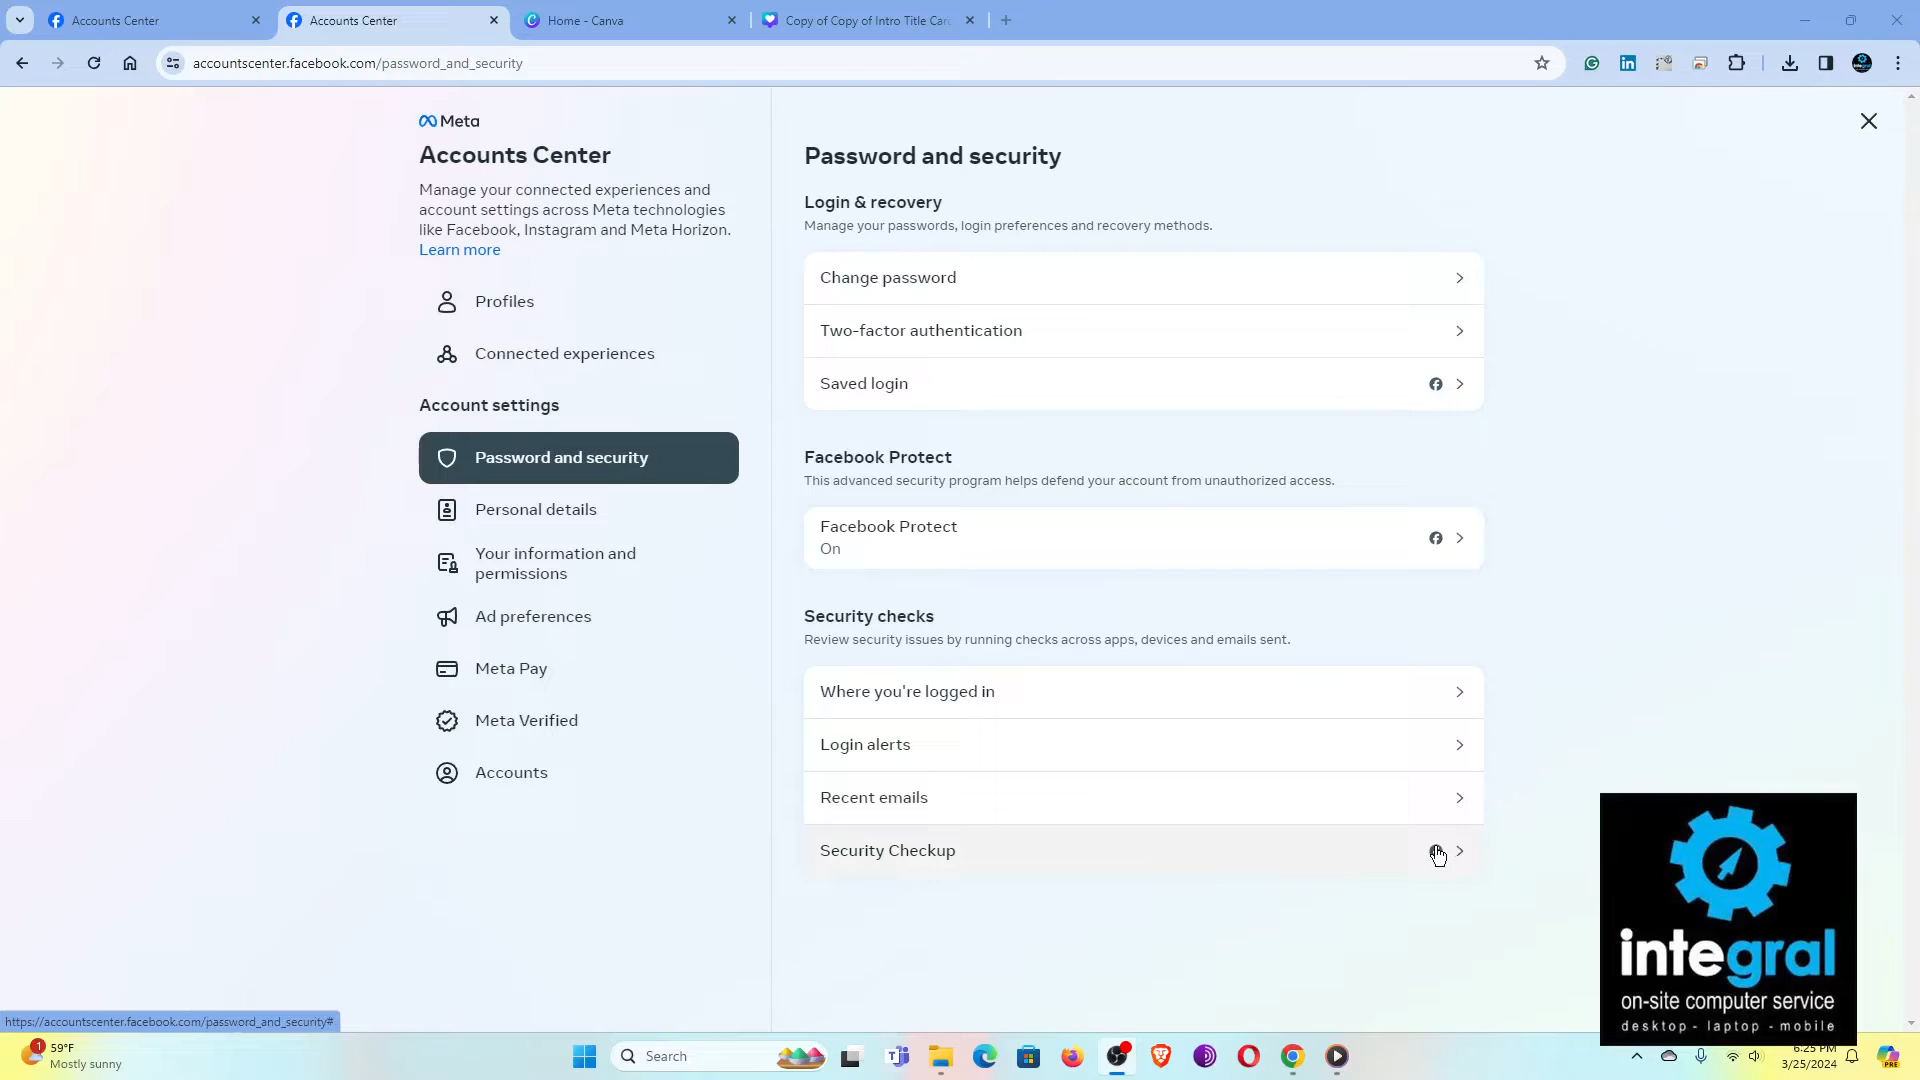 Accounts Center
Accounts Center
Home - Canva
Copy of Copy of Intro Title Car
accountscenter.facebook.com/password_and_security
Meta
Accounts Center
Manage your connected experiences and
account settings across Meta technologies
like Facebook, Instagram and Meta Horizon.
Learn more
Profiles
Connected experiences
Account settings
Password and security
Personal details
Your information and
permissions
Ad preferences
Meta Pay
Meta Verified
Accounts
Password and security
Login & recovery
Manage your passwords, login preferences and recovery methods.
Change password
Two-factor authentication
Saved login
Facebook Protect
This advanced security program helps defend your account from unauthorized access.
Facebook Protect
On
Security checks
Review security issues by running checks across apps, devices and emails sent.
Where you're logged in
Login alerts
Recent emails
Security Checkup
integral
on-site computer service
desktop - laptop - mobile
https://accountscenter.facebook.com/password_and_security#
1
59°F
Mostly sunny
Search
6:25 PM
3/25/2024
PRE